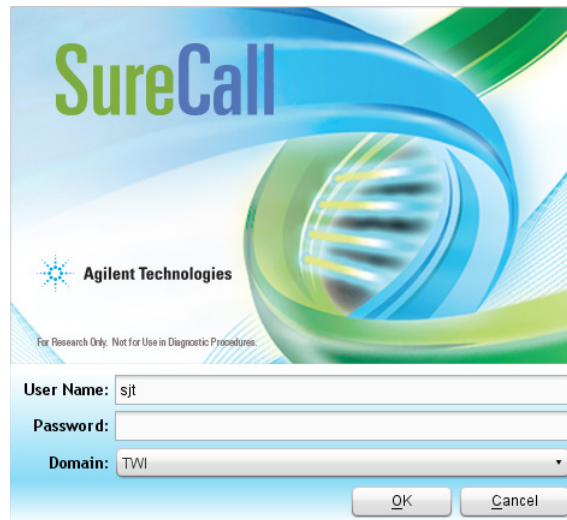 SureCall
Agilent Technologies
For Research Only. Not for Use in Diagnostic Procedures.
User Name: sjt
Password:
Domain: TWI
OK Cancel